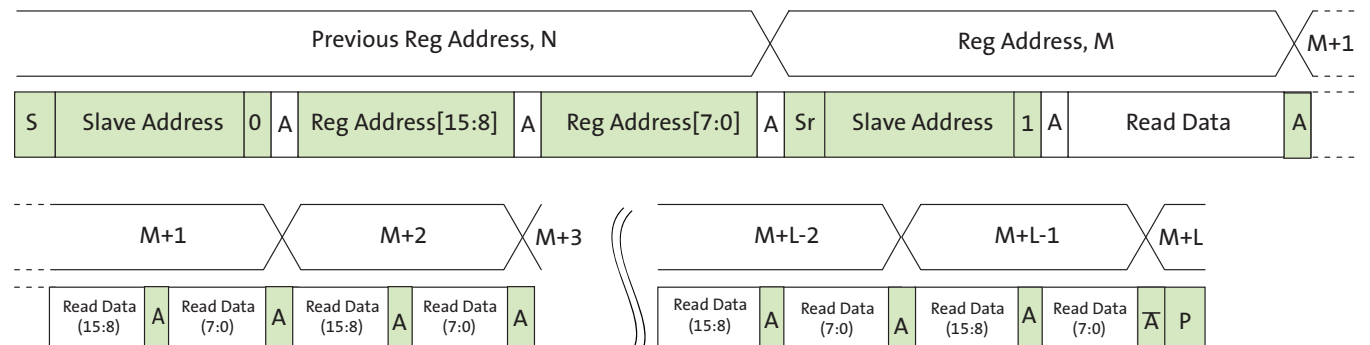 Previous Reg Address, N Reg Address, M M+1
S Slave Address 0 A Reg Address[15:8] A Reg Address[7:0] A Sr Slave Address 1 A Read Data A
M+1 M+2 M+3 M+L-2 M+L-1 M+L
Read Data Read Data Read Data Read Data Read Data Read Data Read Data Read Data
(15:8) A (7:0) A (15:8) A (7:0) A (15:8) A (7:0) A (15:8) A (7:0) A̅ P